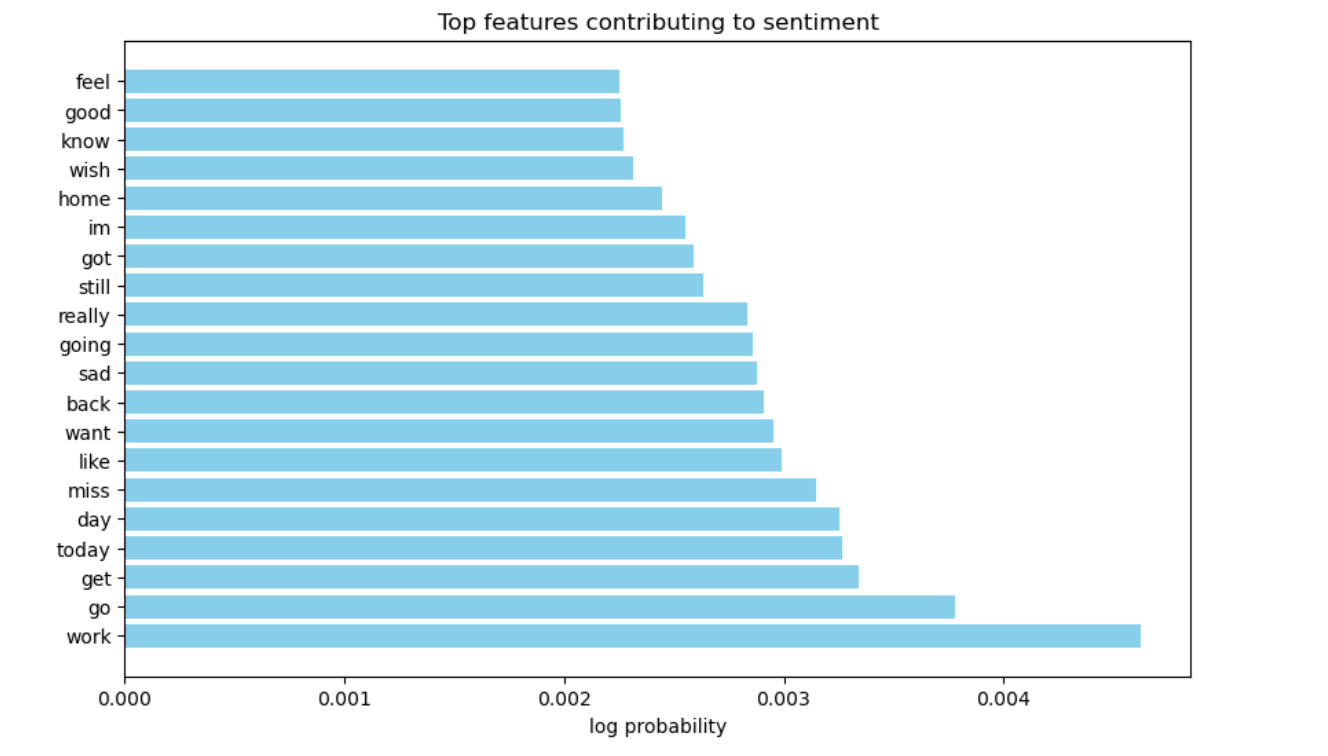 Top features contributing to sentiment
feel
good
know
wish
home
im
got
still
really
going
sad
back
want
like
miss
day
today
get
go
work
0.000 0.001 0.002 0.003 0.004
log probability